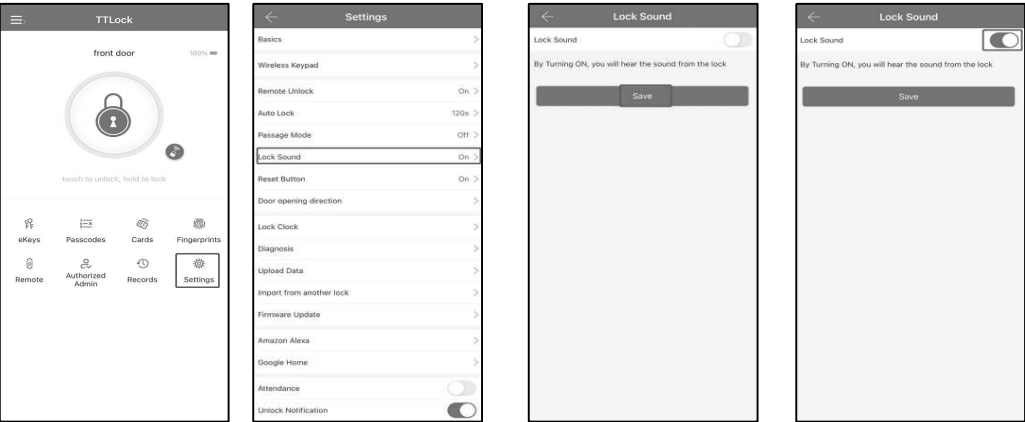 TTLock
front door
100%
touch to unlock, hold to lock
eKeys
Passcodes
Cards
Fingerprints
Remote
Authorized
Admin
Records
Settings
Settings
Basics
Wireless Keypad
Remote Unlock On
Auto Lock 120s
Passage Mode Off
Lock Sound On
Reset Button On
Door opening direction
Lock Clock
Diagnosis
Upload Data
Import from another lock
Firmware Update
Amazon Alexa
Google Home
Attendance
Unlock Notification
Lock Sound
Lock Sound
By Turning ON, you will hear the sound from the lock
Save
Lock Sound
Lock Sound
By Turning ON, you will hear the sound from the lock
Save